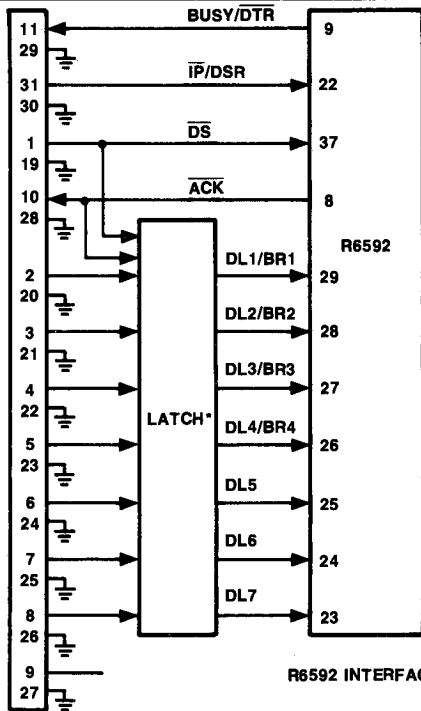 11 BUSY/DTR 9
29
31 IP/DSR 22
30
1 DS 37
19
10 ACK 8
28
R6592
2 DL1/BR1 29
20
3 DL2/BR2 28
21
4 DL3/BR3 27
22
LATCH*
5 DL4/BR4 26
23
6 DL5 25
24
7 DL6 24
25
8 DL7 23
26
9
R6592 INTERFAC
27